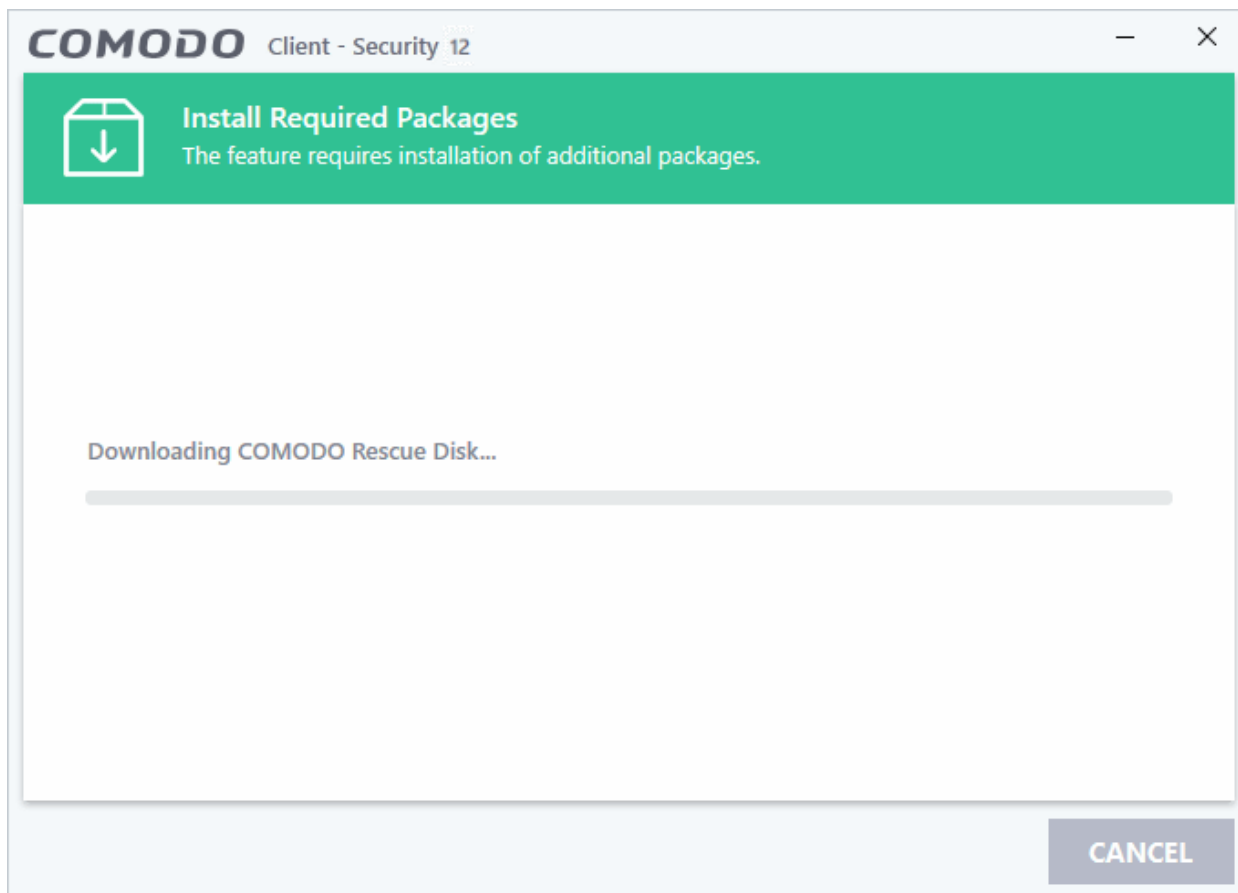 COMODO Client - Security 12
Install Required Packages
The feature requires installation of additional packages.
Downloading COMODO Rescue Disk...
CANCEL